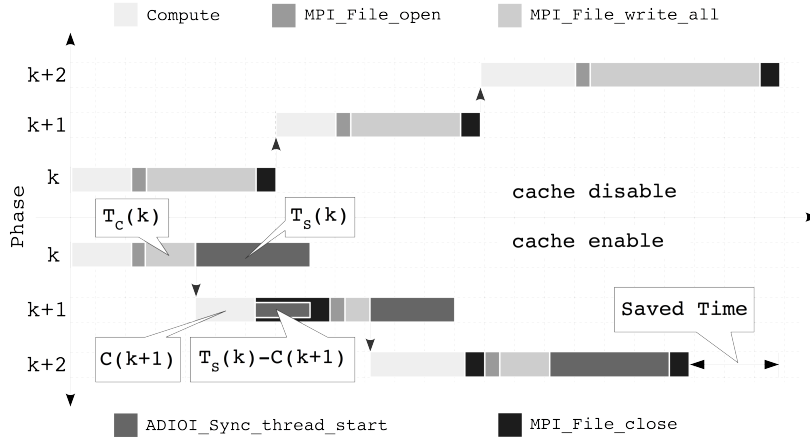 Compute MPI_File_open MPI_File_write_all
k+2
k+1
k
cache disable
Phase
T_C(k) T_S(k)
cache enable
k
k+1
Saved Time
C(k+1) T_S(k)-C(k+1)
k+2
ADIOI_Sync_thread_start MPI_File_close